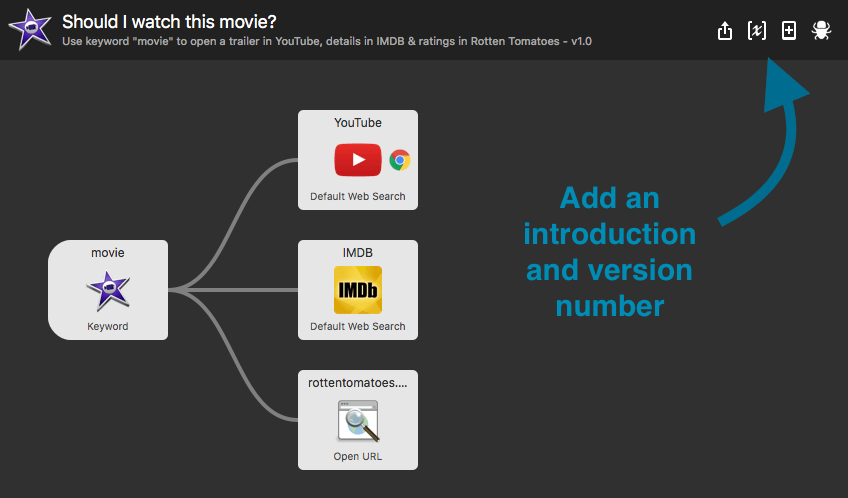 Should I watch this movie?
Use keyword "movie" to open a trailer in YouTube, details in IMDB & ratings in Rotten Tomatoes - v1.0
YouTube
Default Web Search
movie
Keyword
IMDB
IMDb
Default Web Search
rottentomatoes....
Open URL
Add an
introduction
and version
number